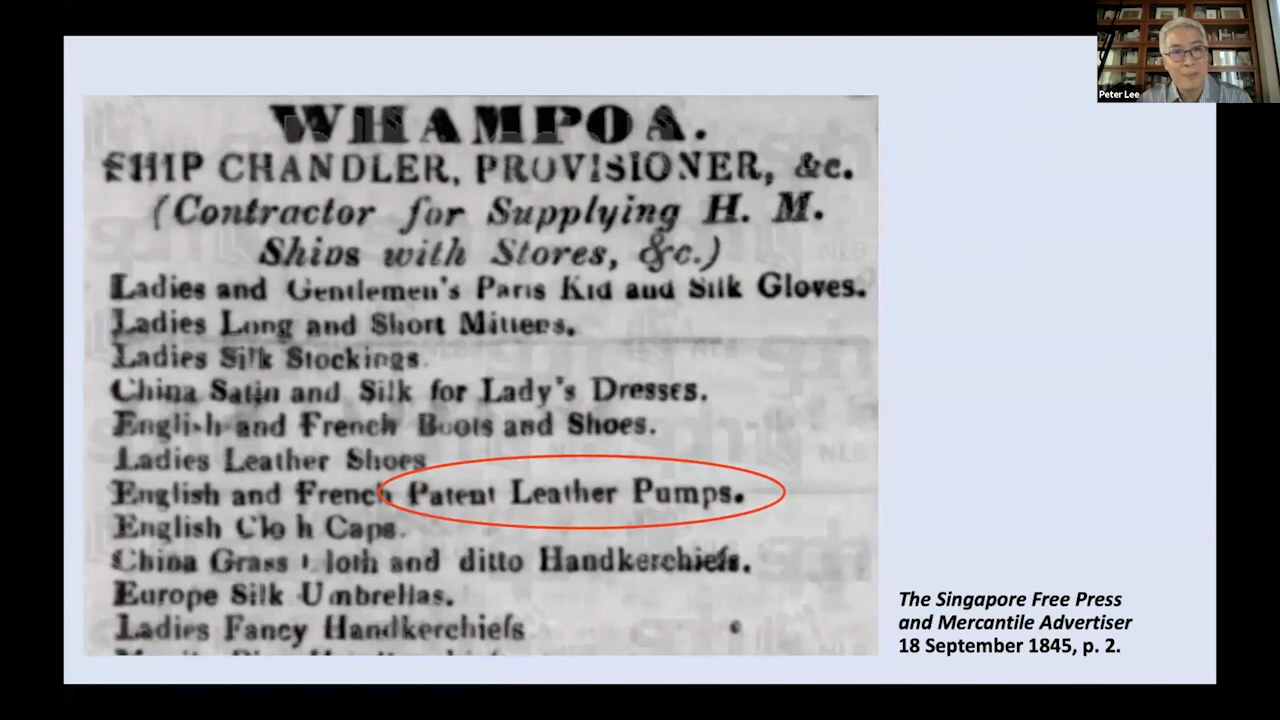 WHAMPOA.
SHIP CHANDLER, PROVISIONER, &c.
(Contractor for Supplying H. M.
Ships with Stores, &c.)
Ladies and Gentlemen's Paris Kid and Silk Gloves.
Ladies Long and Short Mittens.
Ladies Silk Stockings.
China Satin and Silk for Lady's Dresses.
English and French Boots and Shoes.
Ladies Leather Shoes
English and French Patent Leather Pumps.
English Clo h Caps.
China Grass loth and ditto Handkerchiefs.
Europe Silk Umbrellas.
Ladies Fancy Handkerchiefs
The Singapore Free Press
and Mercantile Advertiser
18 September 1845, p. 2.
Peter Lee